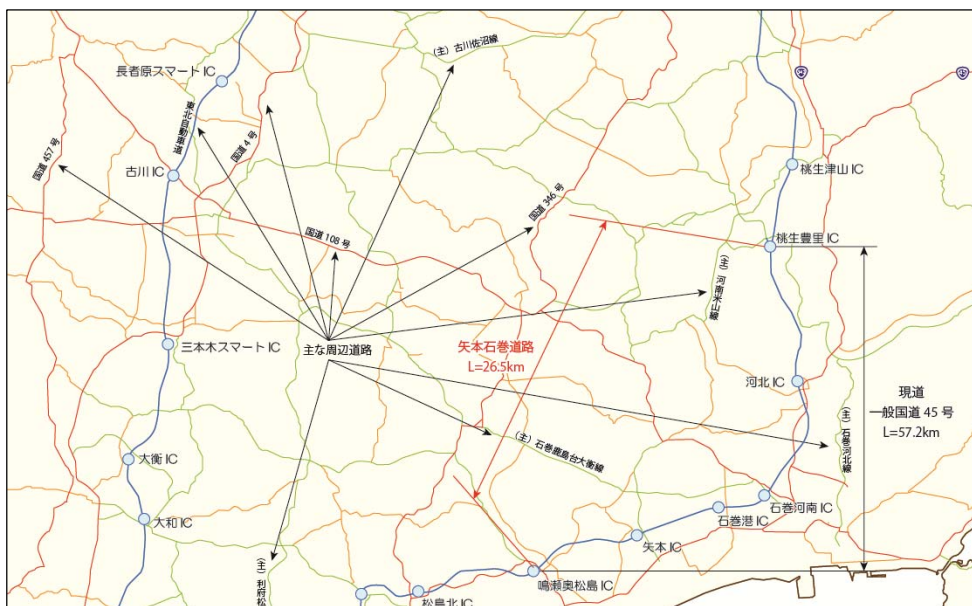 (主) 古川佐沼線
長者原スマート IC
45
45
東北自動車道
国道 4 号
国道 457 号
古川 IC
桃生津山 IC
国道 346 号
国道 108 号
桃生豊里 IC
(主) 河南米山線
三本木スマート IC
主な周辺道路
矢本石巻道路
L=26.5km
河北 IC
現道
一般国道 45 号
L=57.2km
(主) 石巻河北線
(主) 石巻鹿島台大衡線
大衡 IC
大和 IC
石巻河南 IC
石巻港 IC
矢本 IC
鳴瀬奥松島 IC
松島北 IC
(主) 利府松